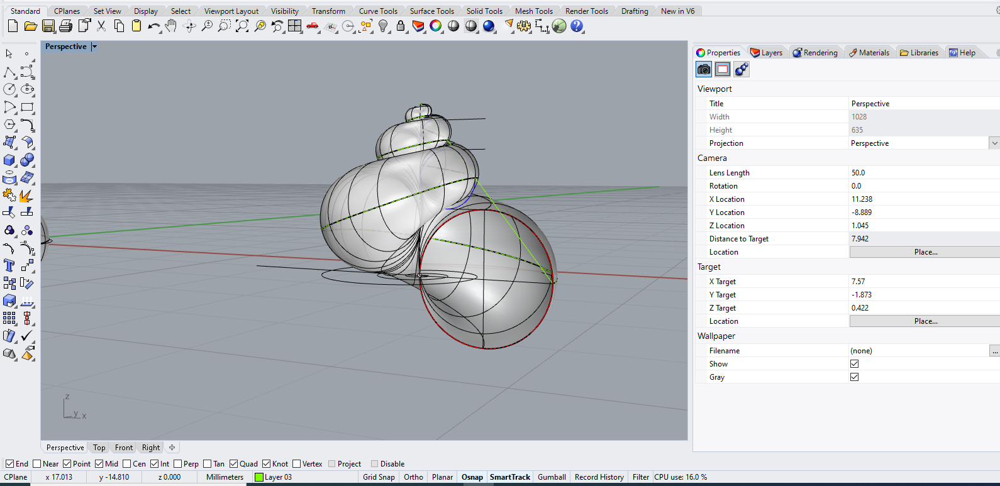 Standard CPlanes Set View Display Select Viewport Layout Visibility Transform Curve Tools Surface Tools Solid Tools Mesh Tools Render Tools Drafting New in V6
Perspective
Properties Layers Rendering Materials Libraries Help
Viewport
Title Perspective
Width 1028
Height 635
Projection Perspective
Camera
Lens Length 50.0
Rotation 0.0
X Location 11.238
Y Location -8.889
Z Location 1.045
Distance to Target 7.942
Location Place...
Target
X Target 7.57
Y Target -1.873
Z Target 0.422
Location Place...
Wallpaper
Filename (none) ...
Show
Gray
z
y x
Perspective Top Front Right
End Near Point Mid Cen Int Perp Tan Quad Knot Vertex Project Disable
CPlane x 17.013 y -14.810 z 0.000 Millimeters Layer 03 Grid Snap Ortho Planar Osnap SmartTrack Gumball Record History Filter CPU use: 16.0 %